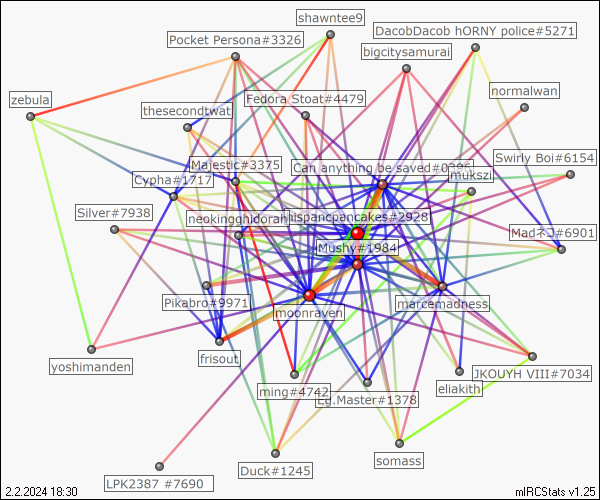 shawntee9
DacobDacob hORNY police#5271
Pocket Persona#3326
bigcitysamurai
normalwan
zebula
Fedora Stoat#4479
thesecondtwat
Swirly Boi#6154
Majestic#3375
Can anything be saved#0396
mukszi
Cypha#1717
Silver#7938
neokingghidorah
hispancpancakes#2928
Madネコ#6901
Mushy#1984
Pikabro#9971
moonraven
marcemadness
frisout
yoshimanden
JKOUYH VIII#7034
eliakith
ming#4742
Lg.Master#1378
somass
Duck#1245
LPK2387 #7690
2.2.2024 18:30
mIRCStats v1.25